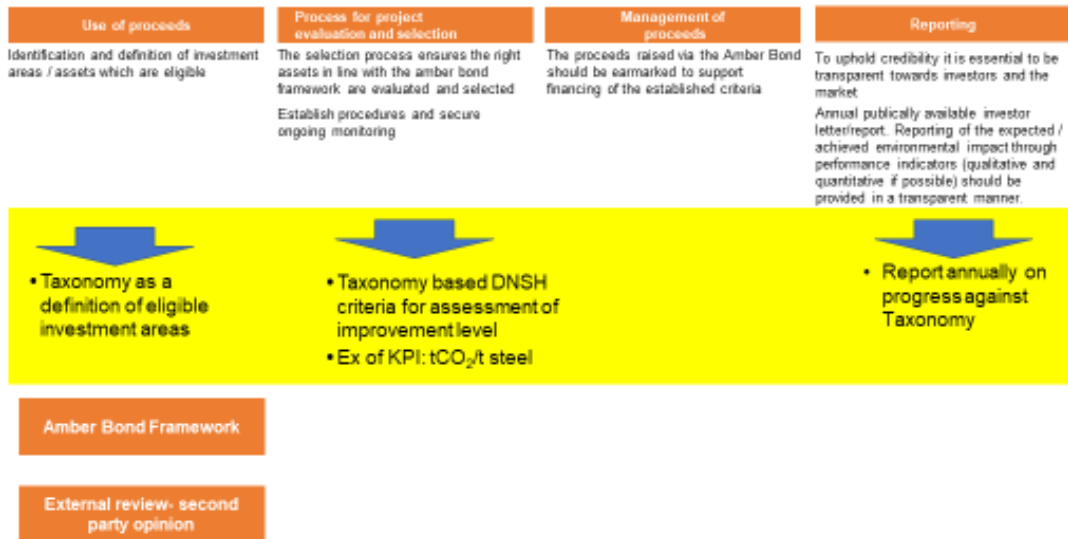 Use of proceeds
Identification and definition of investment
areas / assets which are eligible
Process for project
evaluation and selection
The selection process ensures the right
assets in line with the amber bond
framework are evaluated and selected
Establish procedures and secure
ongoing monitoring
Management of
proceeds
The proceeds raised via the Amber Bond
should be earmarked to support
financing of the established criteria
Reporting
To uphold credibility it is essential to be
transparent towards investors and the
market
Annual publically available investor
letter/report. Reporting of the expected /
achieved environmental impact through
performance indicators (qualitative and
quantitative if possible) should be
provided in a transparent manner.
• Taxonomy as a
definition of eligible
investment areas
• Taxonomy based DNSH
criteria for assessment of
improvement level
• Ex of KPI: tCO₂/t steel
• Report annually on
progress against
Taxonomy
Amber Bond Framework
External review- second
party opinion